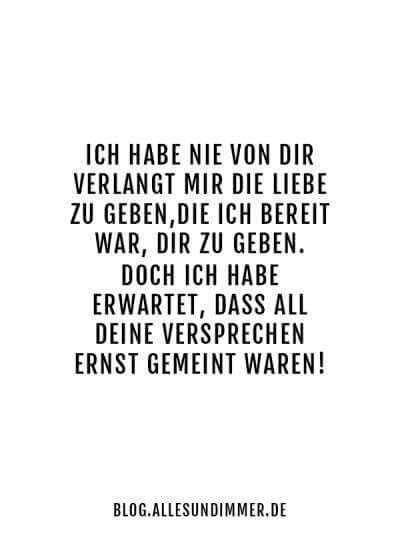 ICH HABE NIE VON DIR
VERLANGT MIR DIE LIEBE
ZU GEBEN,DIE ICH BEREIT
WAR, DIR ZU GEBEN.
DOCH ICH HABE
ERWARTET, DASS ALL
DEINE VERSPRECHEN
ERNST GEMEINT WAREN!
BLOG.ALLESUNDIMMER.DE